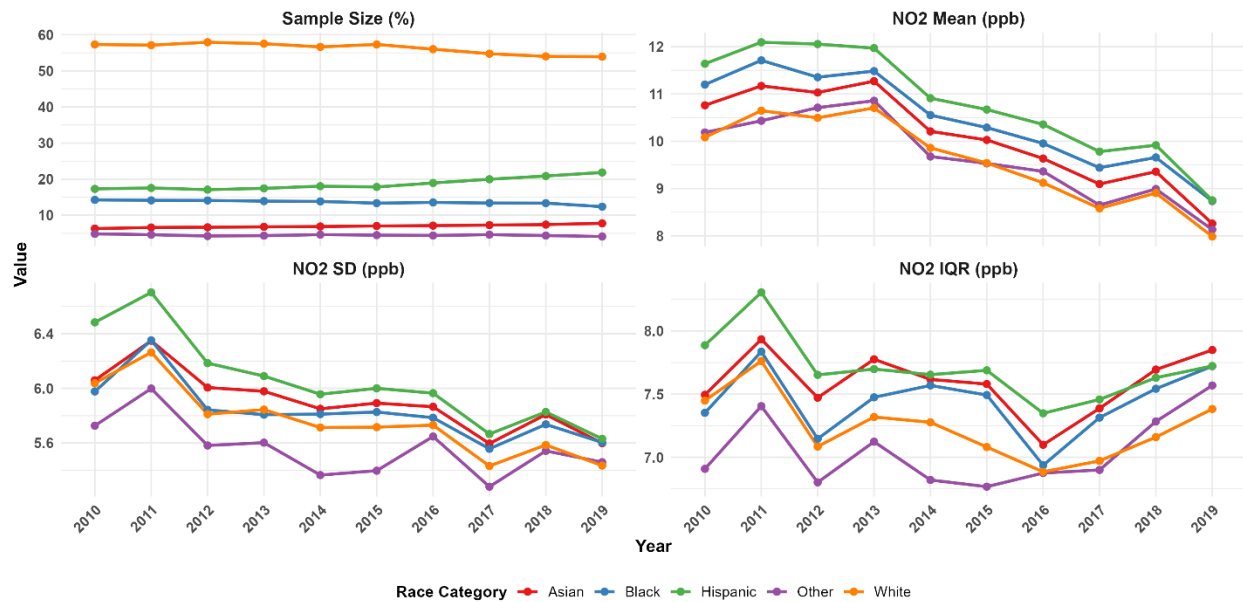 Sample Size (%)
NO2 Mean (ppb)
60
50
40
30
20
10
12
11
10
9
8
Value
NO2 SD (ppb)
NO2 IQR (ppb)
6.4
6.0
5.6
8.0
7.5
7.0
2010 2011 2012 2013 2014 2015 2016 2017 2018 2019
2010 2011 2012 2013 2014 2015 2016 2017 2018 2019
Year
Race Category Asian Black Hispanic Other White